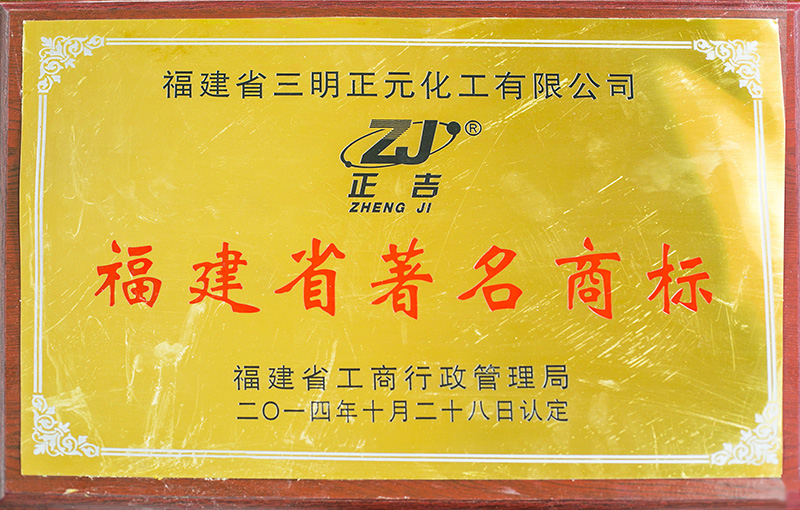 福建省三明正元化工有限公司
ZJ®
正吉
ZHENG JI
福建省著名商标
福建省工商行政管理局
二〇一四年十月二十八日认定